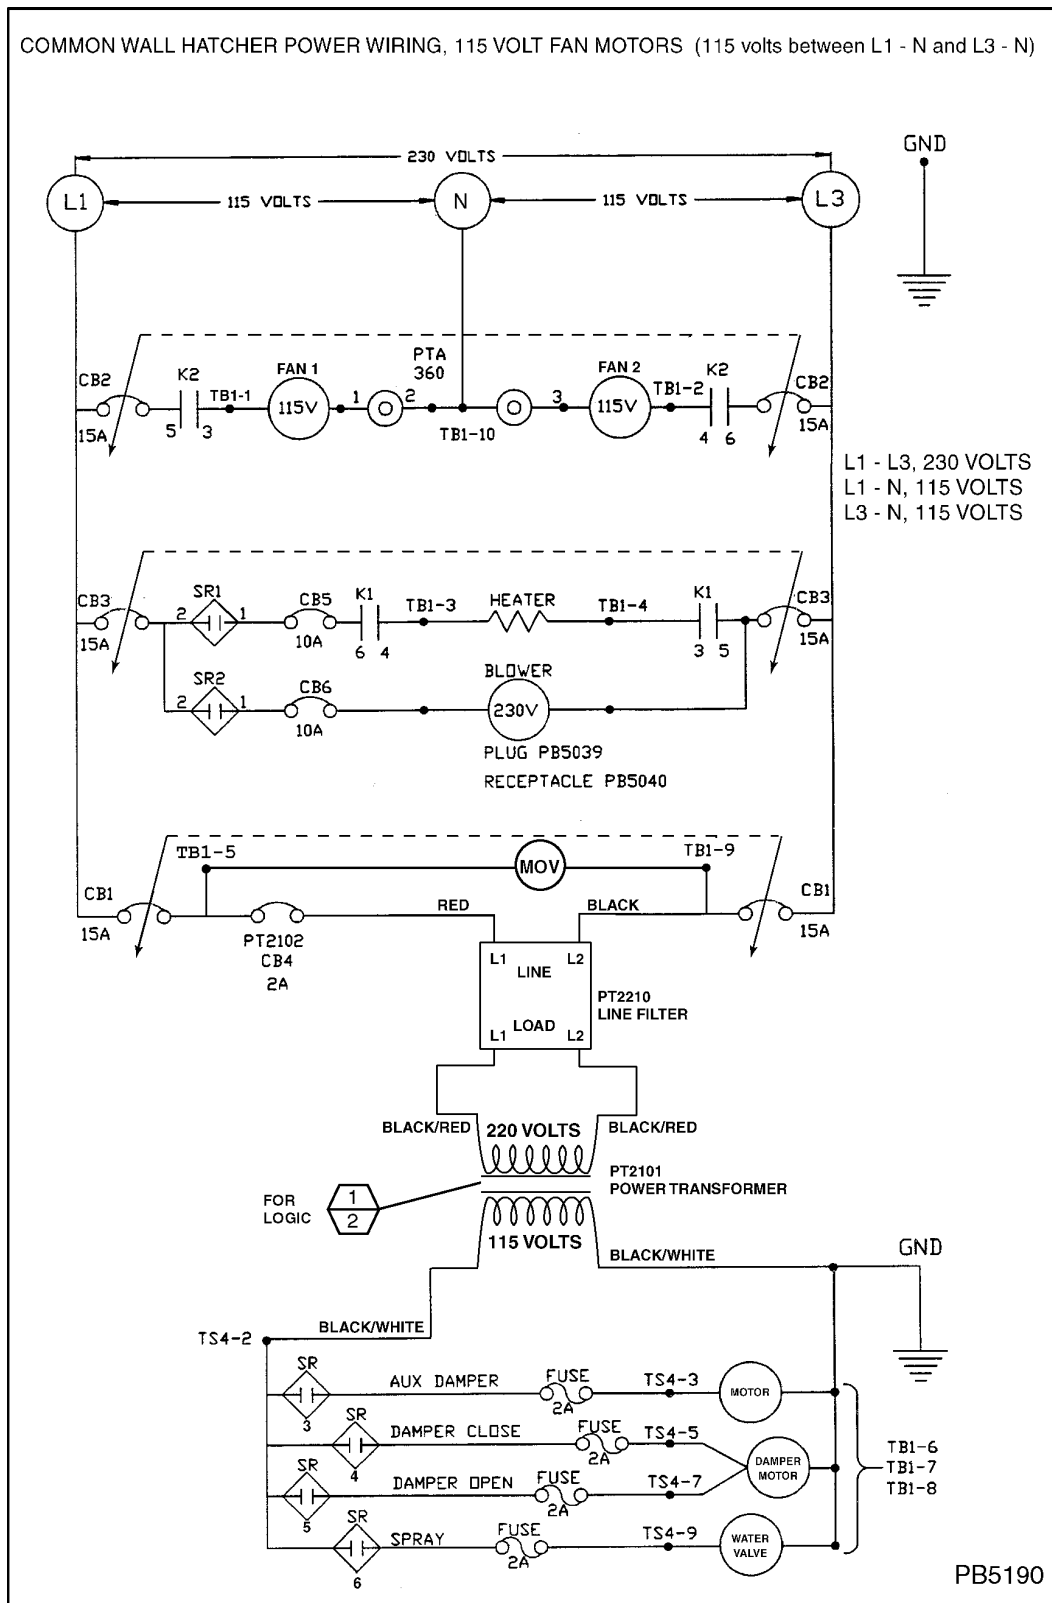 COMMON WALL HATCHER POWER WIRING, 115 VOLT FAN MOTORS (115 volts between L1 - N and L3 - N)
GND
230 VOLTS
L1
115 VOLTS
N
115 VOLTS
L3
PTA
360
CB2
K2
TB1-1
FAN 1
115V
1
2
TB1-10
3
FAN 2
115V
TB1-2
K2
CB2
15A
5
3
4
6
15A
L1 - L3, 230 VOLTS
L1 - N, 115 VOLTS
L3 - N, 115 VOLTS
CB3
SR1
2
1
CB5
K1
TB1-3
HEATER
TB1-4
K1
CB3
15A
10A
6
4
3
5
15A
SR2
2
1
CB6
10A
BLOWER
230V
PLUG PB5039
RECEPTACLE PB5040
TB1-5
MOV
TB1-9
CB1
15A
PT2102
CB4
2A
RED
BLACK
CB1
15A
L1
L2
LINE
LOAD
L1
L2
PT2210
LINE FILTER
BLACK/RED
220 VOLTS
BLACK/RED
PT2101
POWER TRANSFORMER
FOR
LOGIC
1
2
115 VOLTS
BLACK/WHITE
GND
BLACK/WHITE
TS4-2
SR
3
AUX DAMPER
FUSE
2A
TS4-3
MOTOR
SR
4
DAMPER CLOSE
FUSE
2A
TS4-5
DAMPER
MOTOR
SR
5
DAMPER OPEN
FUSE
2A
TS4-7
SR
6
SPRAY
FUSE
2A
TS4-9
WATER
VALVE
TB1-6
TB1-7
TB1-8
PB5190